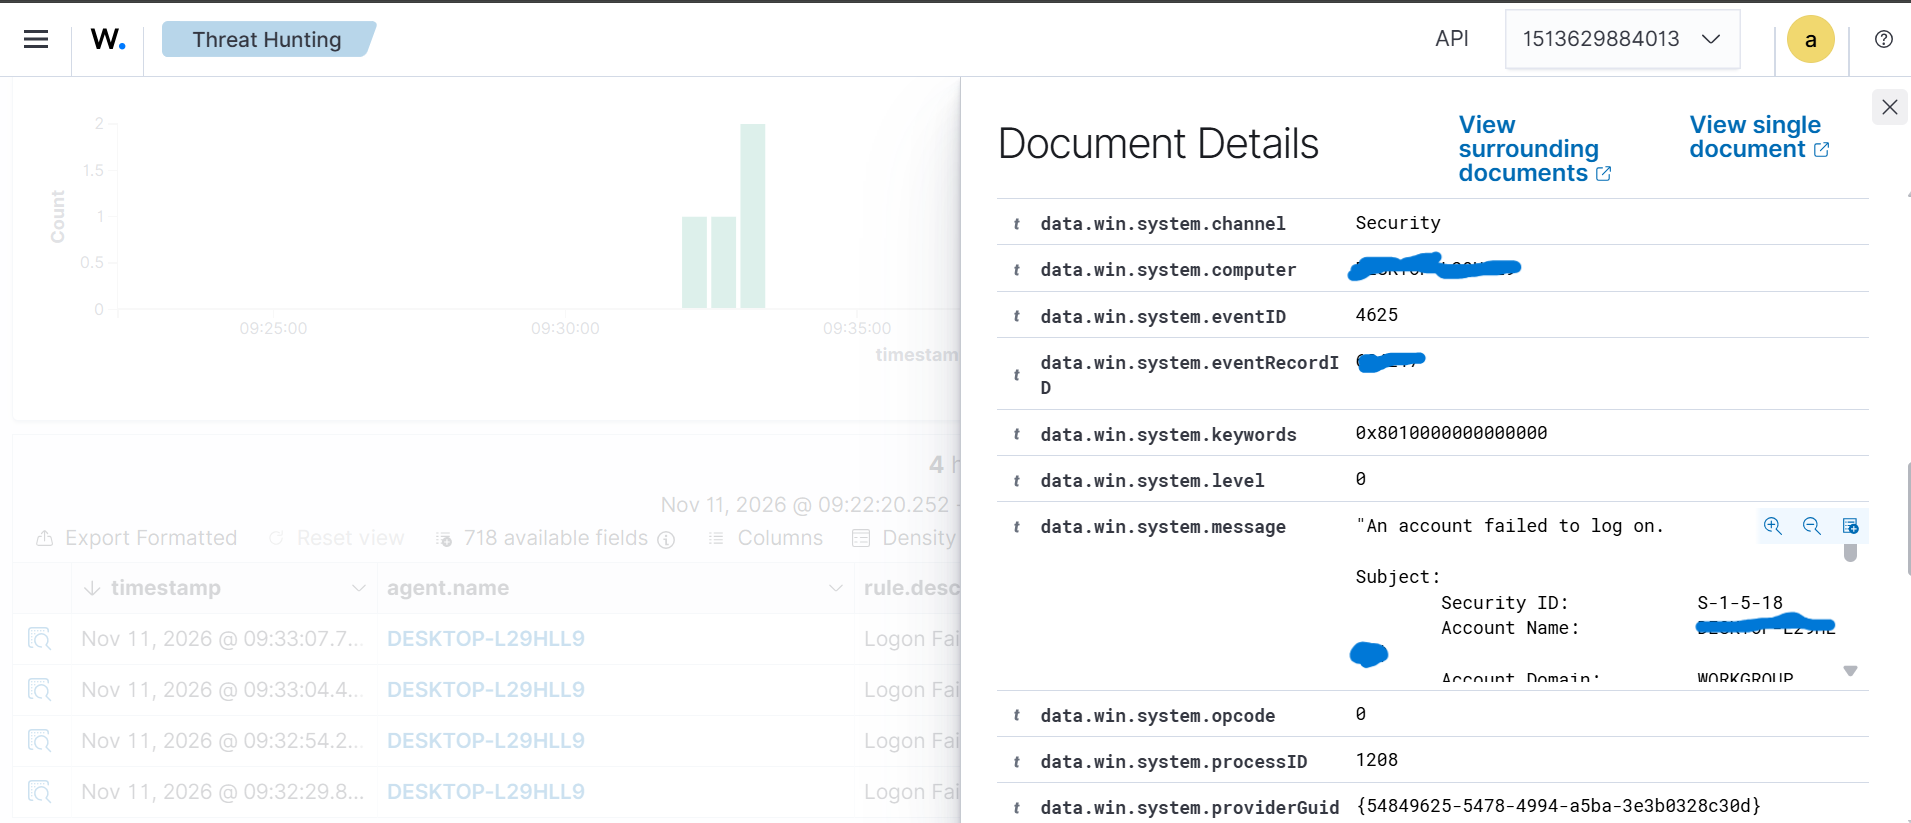 W.
Threat Hunting
API
1513629884013
a
2
1.5
1
0.5
0
Count
09:25:00
09:30:00
09:35:00
timestam
4 h
Nov 11, 2026 @ 09:22:20.252 -
Export Formatted
Reset view
718 available fields
Columns
Density
timestamp
agent.name
rule.desc
Nov 11, 2026 @ 09:33:07.7...
DESKTOP-L29HLL9
Logon Fai
Nov 11, 2026 @ 09:33:04.4...
DESKTOP-L29HLL9
Logon Fai
Nov 11, 2026 @ 09:32:54.2...
DESKTOP-L29HLL9
Logon Fai
Nov 11, 2026 @ 09:32:29.8...
DESKTOP-L29HLL9
Logon Fai
Document Details
View
surrounding
documents
View single
document
t data.win.system.channel Security
t data.win.system.computer
t data.win.system.eventID 4625
t data.win.system.eventRecordI
D
t data.win.system.keywords 0x8010000000000000
t data.win.system.level 0
t data.win.system.message "An account failed to log on.
Subject:
Security ID: S-1-5-18
Account Name:
Account Domain: WORKGROUP
t data.win.system.opcode 0
t data.win.system.processID 1208
t data.win.system.providerGuid {54849625-5478-4994-a5ba-3e3b0328c30d}